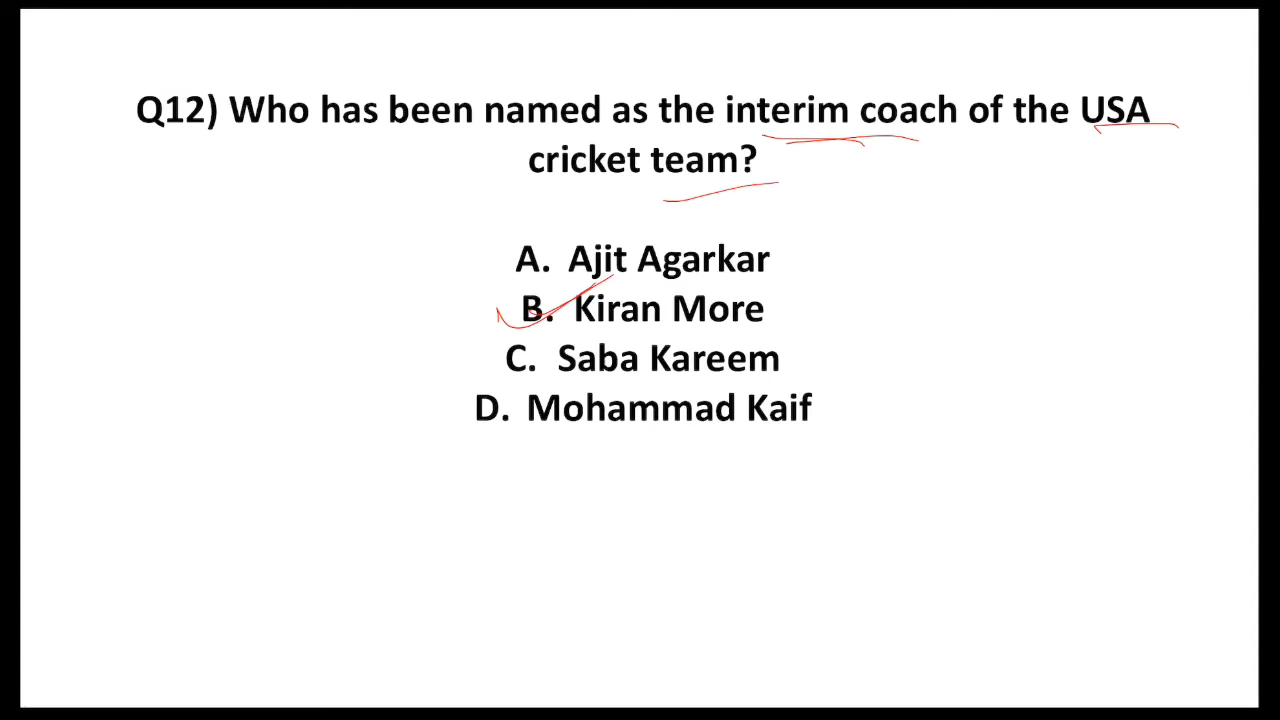 Q12) Who has been named as the interim coach of the USA
cricket team?
A. Ajit Agarkar
B. Kiran More
C. Saba Kareem
D. Mohammad Kaif